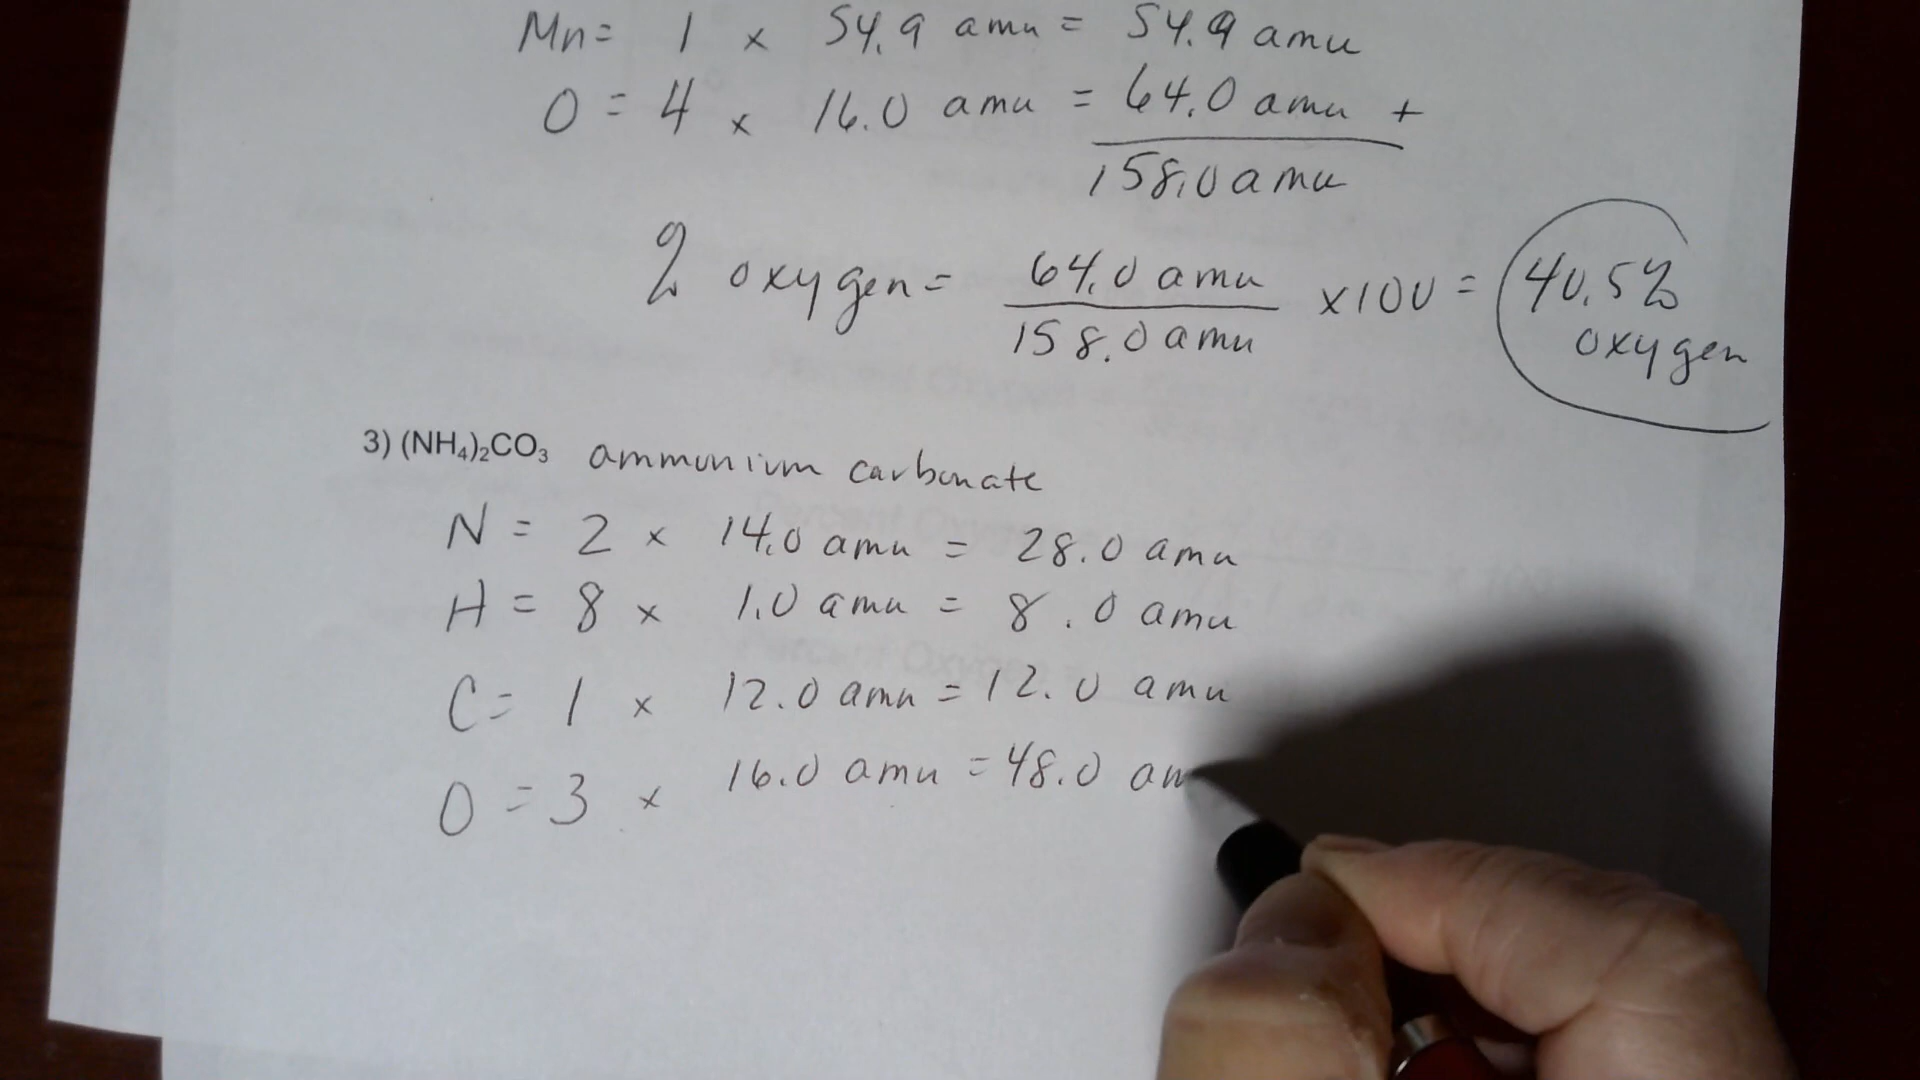 Mn = 1 x 54.9 amu = 54.9 amu
O = 4 x 16.0 amu = 64.0 amu +
158.0 amu
% oxygen = 64.0 amu / 158.0 amu x100 = 40.5% oxygen
3) (NH₄)₂CO₃ ammonium carbonate
N = 2 x 14.0 amu = 28.0 amu
H = 8 x 1.0 amu = 8.0 amu
C = 1 x 12.0 amu = 12.0 amu
O = 3 x 16.0 amu = 48.0 am